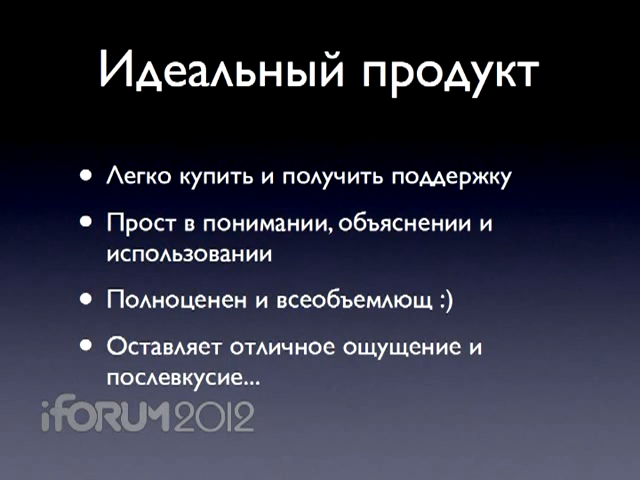 Идеальный продукт
• Легко купить и получить поддержку
• Прост в понимании, объяснении и
использовании
• Полноценен и всеобъемлющ :)
• Оставляет отличное ощущение и
послевкусие...
iFORUM2012